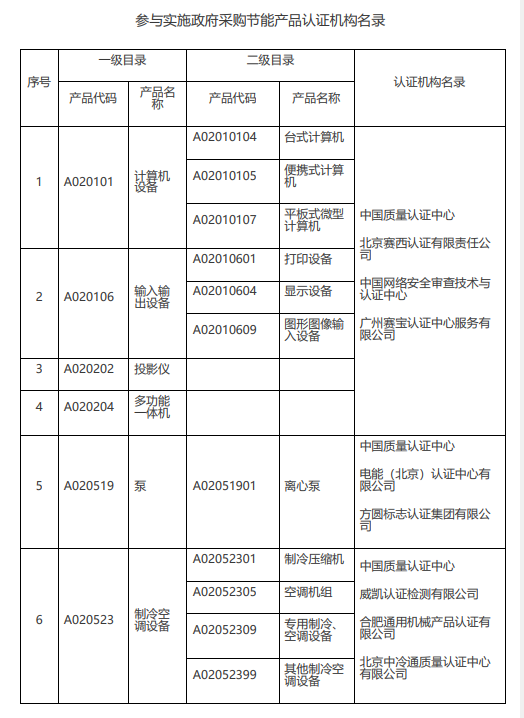 参与实施政府采购节能产品认证机构名录
序号
一级目录
二级目录
认证机构名录
产品代码
产品名
称
产品代码
产品名称
1
A020101
计算机
设备
A02010104
台式计算机
A02010105
便携式计算
机
A02010107
平板式微型
计算机
中国质量认证中心
北京赛西认证有限责任公
司
中国网络安全审查技术与
认证中心
广州赛宝认证中心服务有
限公司
2
A020106
输入输
出设备
A02010601
打印设备
A02010604
显示设备
A02010609
图形图像输
入设备
3
A020202
投影仪
4
A020204
多功能
一体机
5
A020519
泵
A02051901
离心泵
中国质量认证中心
电能（北京）认证中心有
限公司
方圆标志认证集团有限公
司
6
A020523
制冷空
调设备
A02052301
制冷压缩机
A02052305
空调机组
A02052309
专用制冷、
空调设备
A02052399
其他制冷空
调设备
中国质量认证中心
威凯认证检测有限公司
合肥通用机械产品认证有
限公司
北京中冷通质量认证中心
有限公司